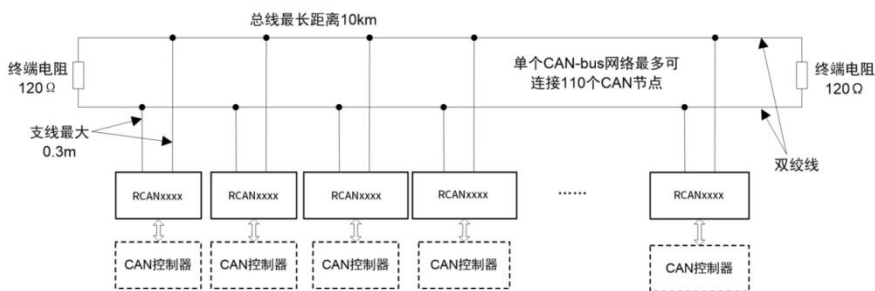 总线最长距离10km
终端电阻
120Ω
单个CAN-bus网络最多可
连接110个CAN节点
终端电阻
120Ω
支线最大
0.3m
双绞线
RCANxxxx
RCANxxxx
RCANxxxx
RCANxxxx
......
RCANxxxx
CAN控制器
CAN控制器
CAN控制器
CAN控制器
CAN控制器